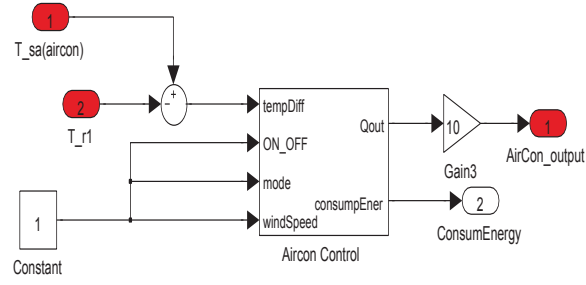 1
T_sa(aircon)
+
−
2
T_r1
tempDiff
ON_OFF
mode
windSpeed
Qout
consumpEner
Aircon Control
10
Gain3
1
AirCon_output
2
ConsumEnergy
1
Constant